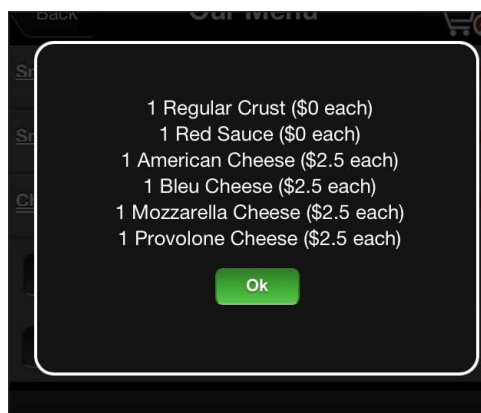 Back
Our Menu
Sr
Sr
1 Regular Crust ($0 each)
1 Red Sauce ($0 each)
1 American Cheese ($2.5 each)
1 Bleu Cheese ($2.5 each)
1 Mozzarella Cheese ($2.5 each)
1 Provolone Cheese ($2.5 each)
Ok